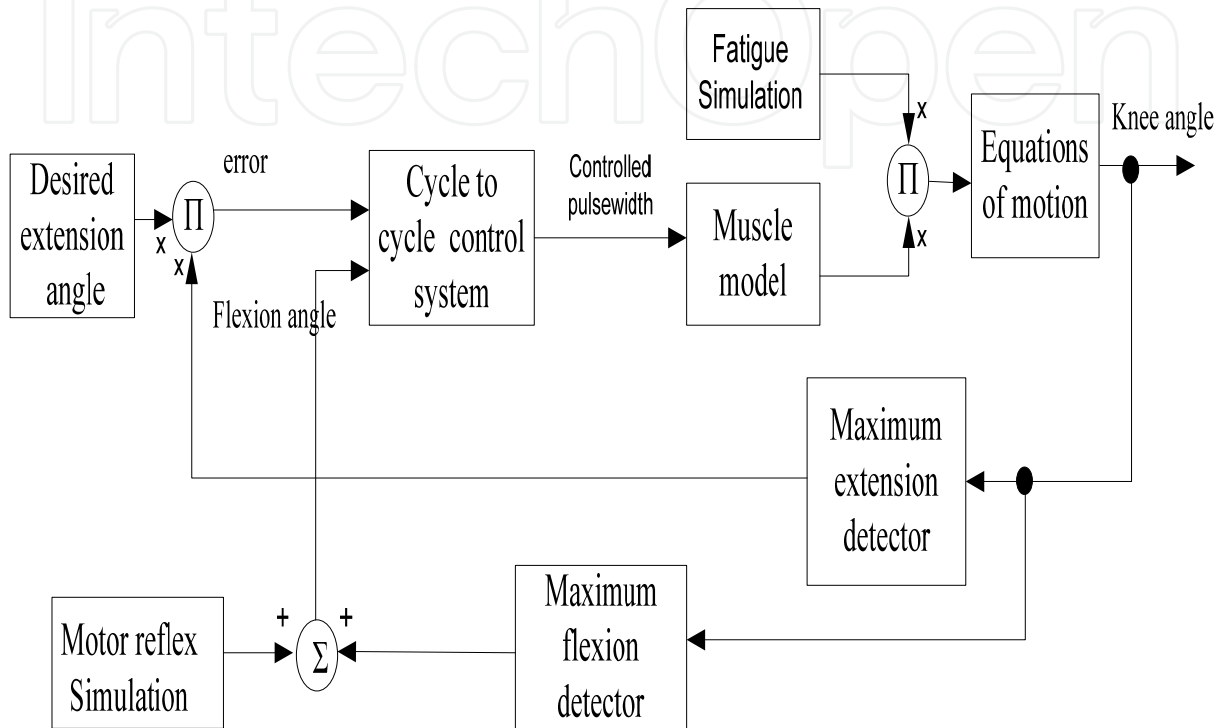 IntechOpen
Fatigue
Simulation
Knee angle
Equations
of motion
x
Π
x
Desired
extension
angle
error
Π
x
x
Cycle to
cycle control
system
Controlled
pulsewidth
Muscle
model
Flexion angle
Maximum
extension
detector
Motor reflex
Simulation
+
+
Σ
Maximum
flexion
detector